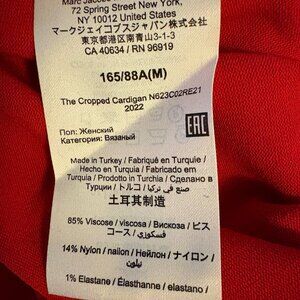 Marc Jacobs
72 Spring Street New York,
NY 10012 United States
マークジェイコブスジャパン株式会社
東京都港区南青山3-1-3
CA 40634 / RN 96919
165/88A(M)
The Cropped Cardigan N623C02RE21
2022
Пол: Женский
Категория: Вязаный
EAC
Made in Turkey / Fabriqué en Turquie /
Hecho en Turquia / Fabricado em
Turquia / Prodotto in Turchia / Сделано в
Турции / トルコ / صنع في تركيا
土耳其制造
85% Viscose / viscosa / Вискоза / ビス
コース / فسكوزي
14% Nylon / nailon / Нейлон / ナイロン /
نيلون
1% Elastane / Élasthanne / elastano /